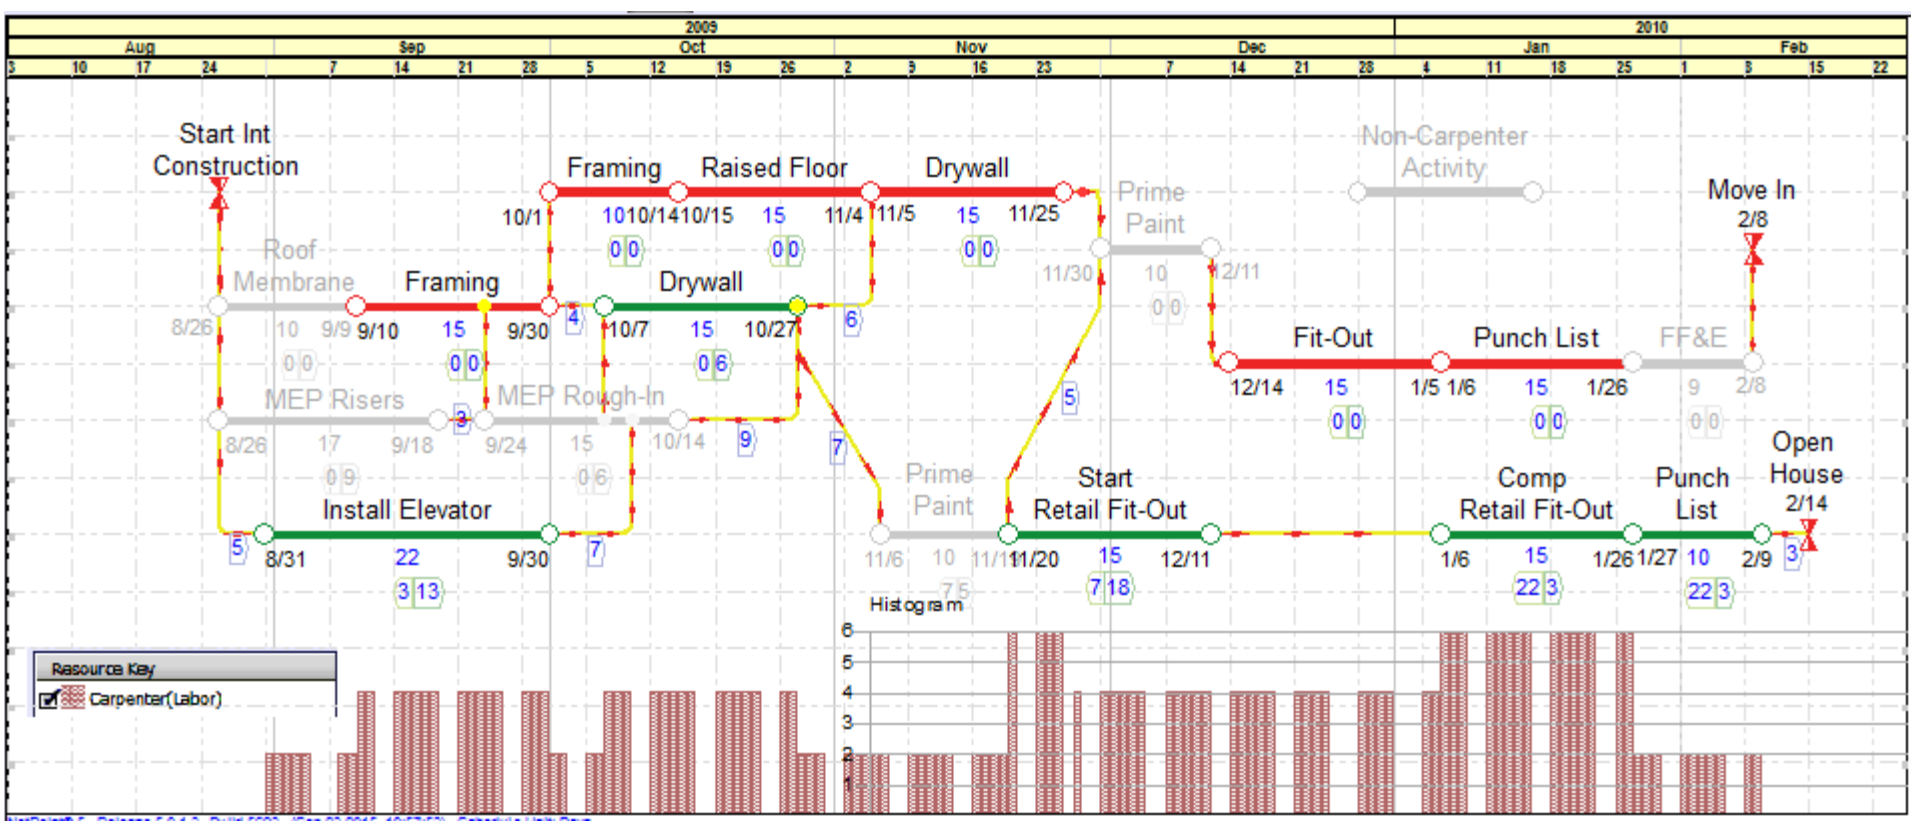 2009 2010
Aug Sep Oct Nov Dec Jan Feb
3 10 17 24 7 14 21 28 5 12 19 26 2 9 16 23 7 14 21 28 4 11 18 25 1 8 15 22
Start Int
Construction
Framing Raised Floor Drywall
10/1 10 10/14 10/15 15 11/4 11/5 15 11/25
0 0 0 0 0 0
Prime
Paint
11/30 10 12/11
0 0
Non-Carpenter
Activity
Move In
2/8
Roof
Membrane
8/26 10 9/9
0 0
Framing
9/10 15 9/30
0 0
4
Drywall
10/7 15 10/27
0 6
6
Fit-Out Punch List FF&E
12/14 15 1/5 1/6 15 1/26 9 2/8
0 0 0 0 0 0
MEP Risers
8/26 17 9/18
0 9
3
MEP Rough-In
9/24 15 10/14
0 6
9
7
5
Install Elevator
5 8/31 22 9/30 7
3 13
Prime
Paint
11/6 10 11/19
7 5
Start
Retail Fit-Out
11/20 15 12/11
7 18
Comp
Retail Fit-Out
1/6 15 1/26
22 3
Punch
List
1/27 10 2/9
22 3
3
Open
House
2/14
Histogram
6
5
4
3
2
1
Resource Key
Carpenter(Labor)